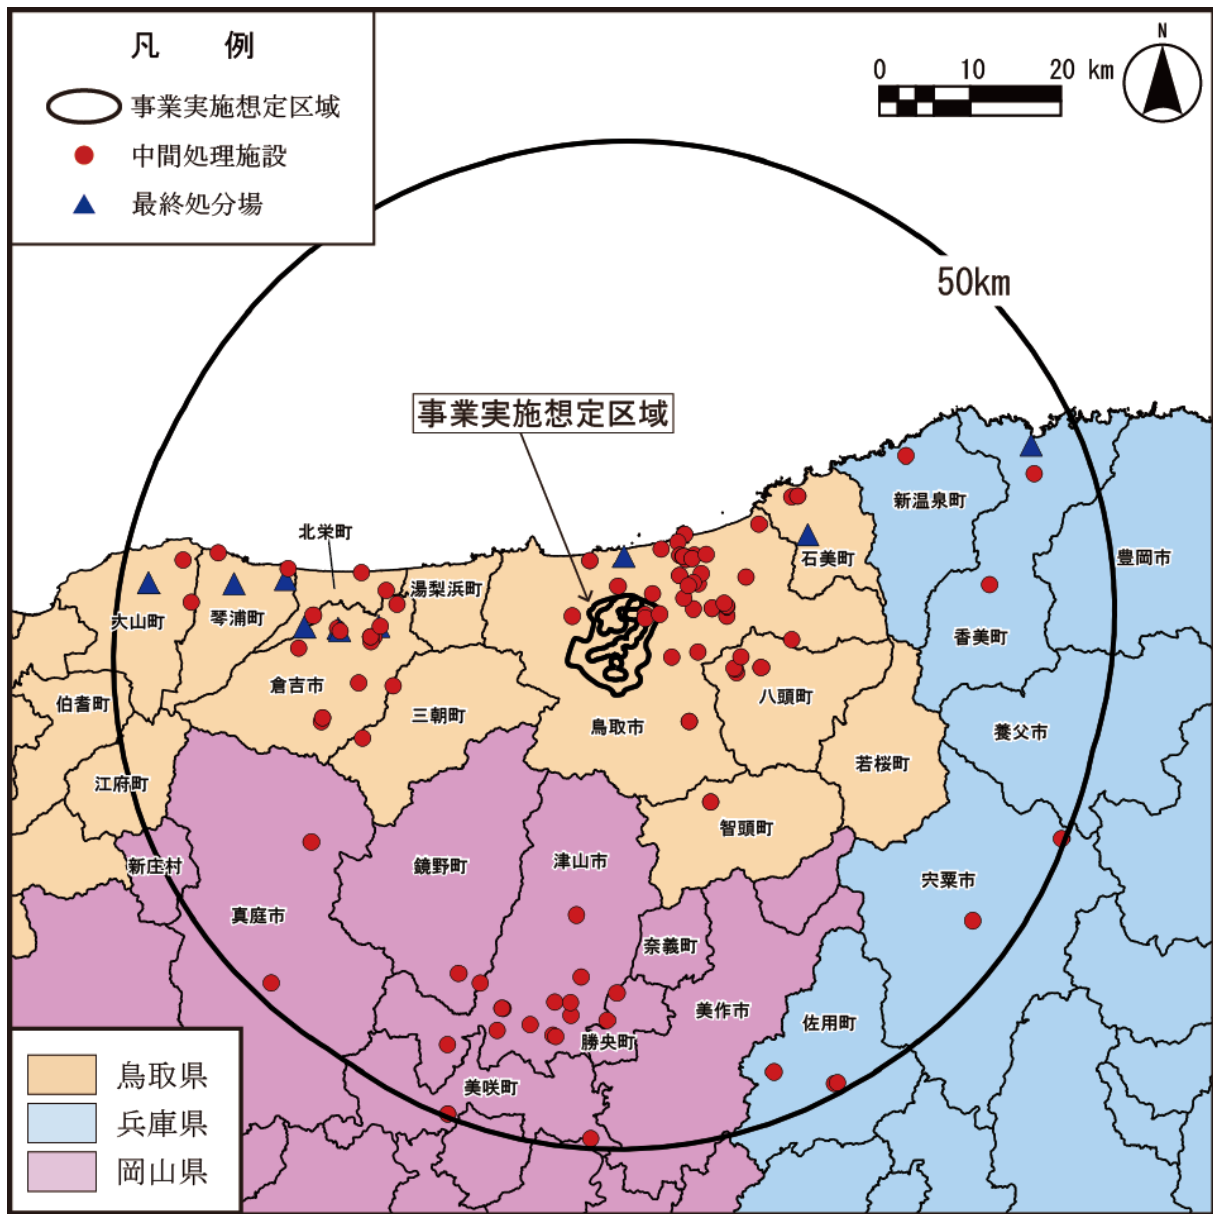 凡　例
事業実施想定区域
中間処理施設
最終処分場
0 10 20 km
N
50km
事業実施想定区域
北栄町
湯梨浜町
大山町
琴浦町
倉吉市
三朝町
伯耆町
江府町
鳥取市
石美町
新温泉町
豊岡市
香美町
八頭町
養父市
若桜町
智頭町
新庄村
真庭市
鏡野町
津山市
奈義町
宍粟市
美作市
佐用町
勝央町
美咲町
鳥取県
兵庫県
岡山県